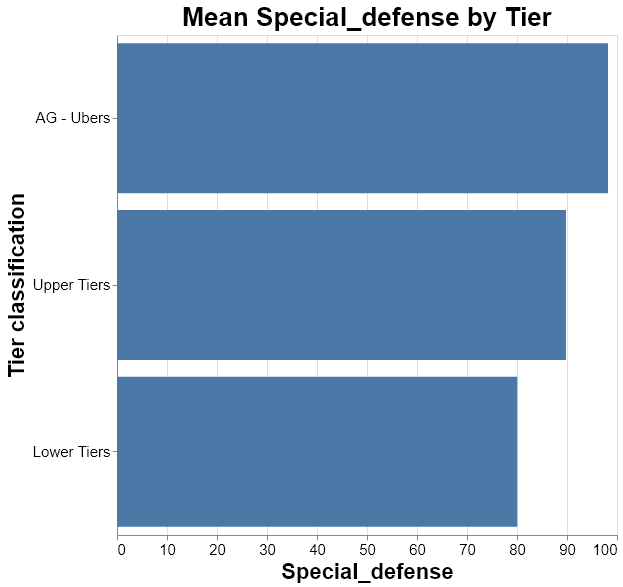 Mean Special_defense by Tier
Tier classification
AG - Ubers
Upper Tiers
Lower Tiers
0 10 20 30 40 50 60 70 80 90 100
Special_defense